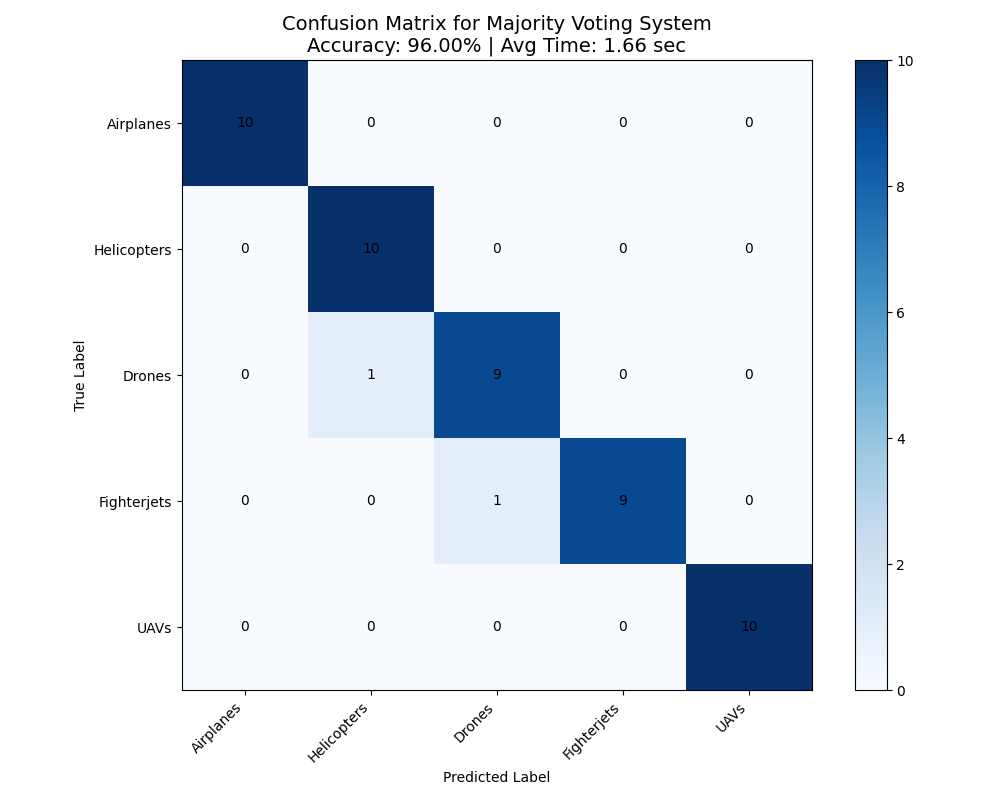 Confusion Matrix for Majority Voting System
Accuracy: 96.00% | Avg Time: 1.66 sec
Airplanes 10 0 0 0 0
Helicopters 0 10 0 0 0
Drones 0 1 9 0 0
Fighterjets 0 0 1 9 0
UAVs 0 0 0 0 10
True Label
Airplanes Helicopters Drones Fighterjets UAVs
Predicted Label
10
8
6
4
2
0